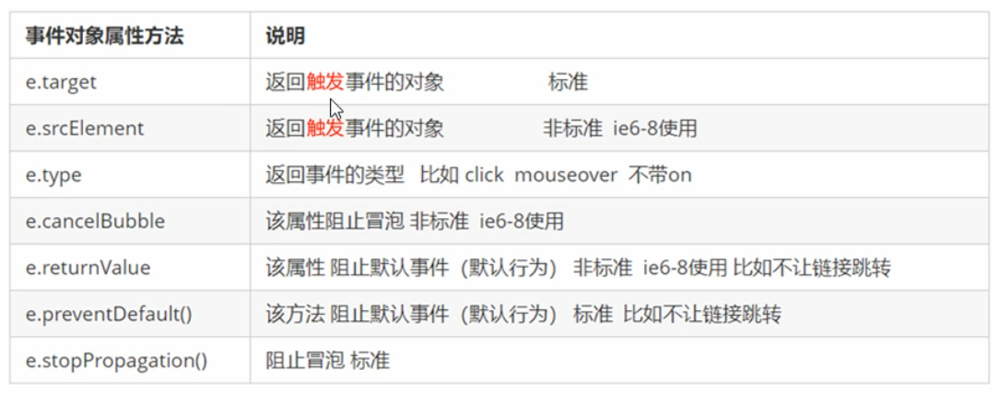 事件对象属性方法 说明
e.target 返回触发事件的对象 标准
e.srcElement 返回触发事件的对象 非标准 ie6-8使用
e.type 返回事件的类型 比如 click mouseover 不带on
e.cancelBubble 该属性阻止冒泡 非标准 ie6-8使用
e.returnValue 该属性 阻止默认事件（默认行为） 非标准 ie6-8使用 比如不让链接跳转
e.preventDefault() 该方法 阻止默认事件（默认行为） 标准 比如不让链接跳转
e.stopPropagation() 阻止冒泡 标准